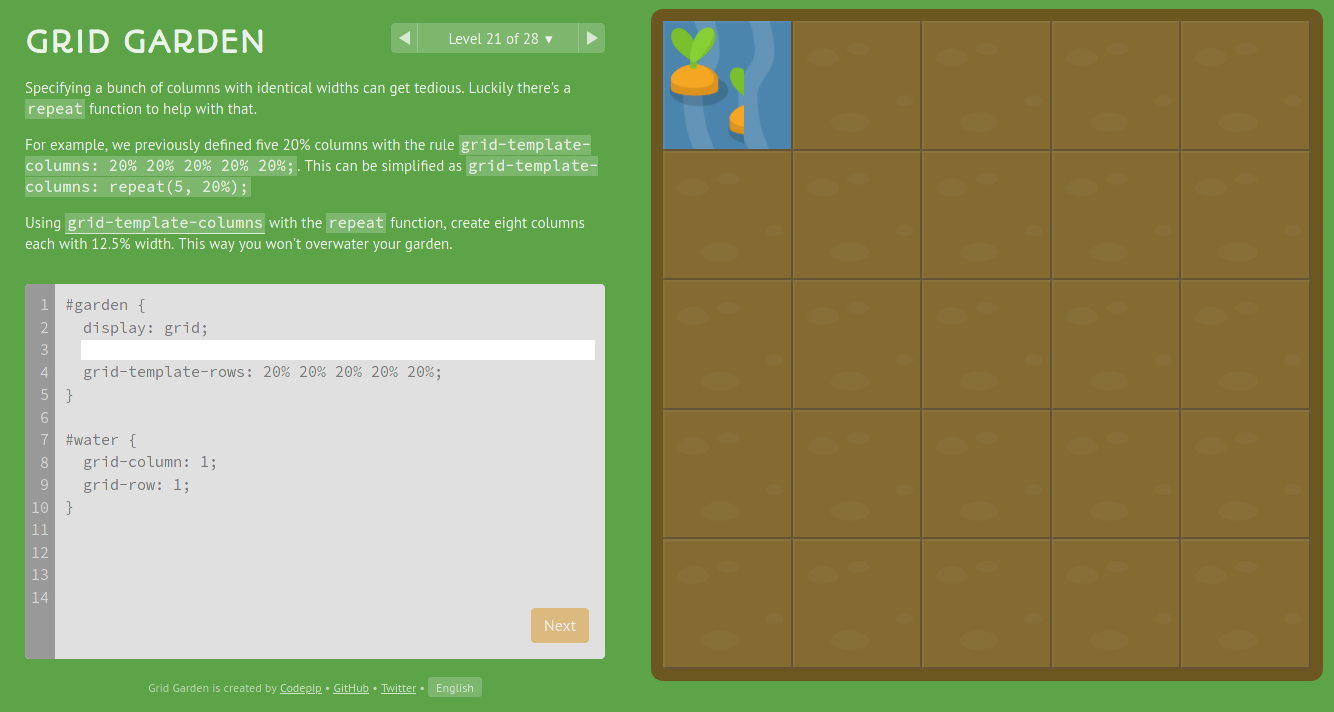 GRID GARDEN
◀ Level 21 of 28 ▼ ▶
Specifying a bunch of columns with identical widths can get tedious. Luckily there's a
repeat function to help with that.
For example, we previously defined five 20% columns with the rule grid-template-
columns: 20% 20% 20% 20% 20%;. This can be simplified as grid-template-
columns: repeat(5, 20%);
Using grid-template-columns with the repeat function, create eight columns
each with 12.5% width. This way you won't overwater your garden.
1 #garden {
2   display: grid;
3
4   grid-template-rows: 20% 20% 20% 20% 20%;
5 }
6
7 #water {
8   grid-column: 1;
9   grid-row: 1;
10 }
11
12
13
14
Next
Grid Garden is created by Codepip • GitHub • Twitter • English